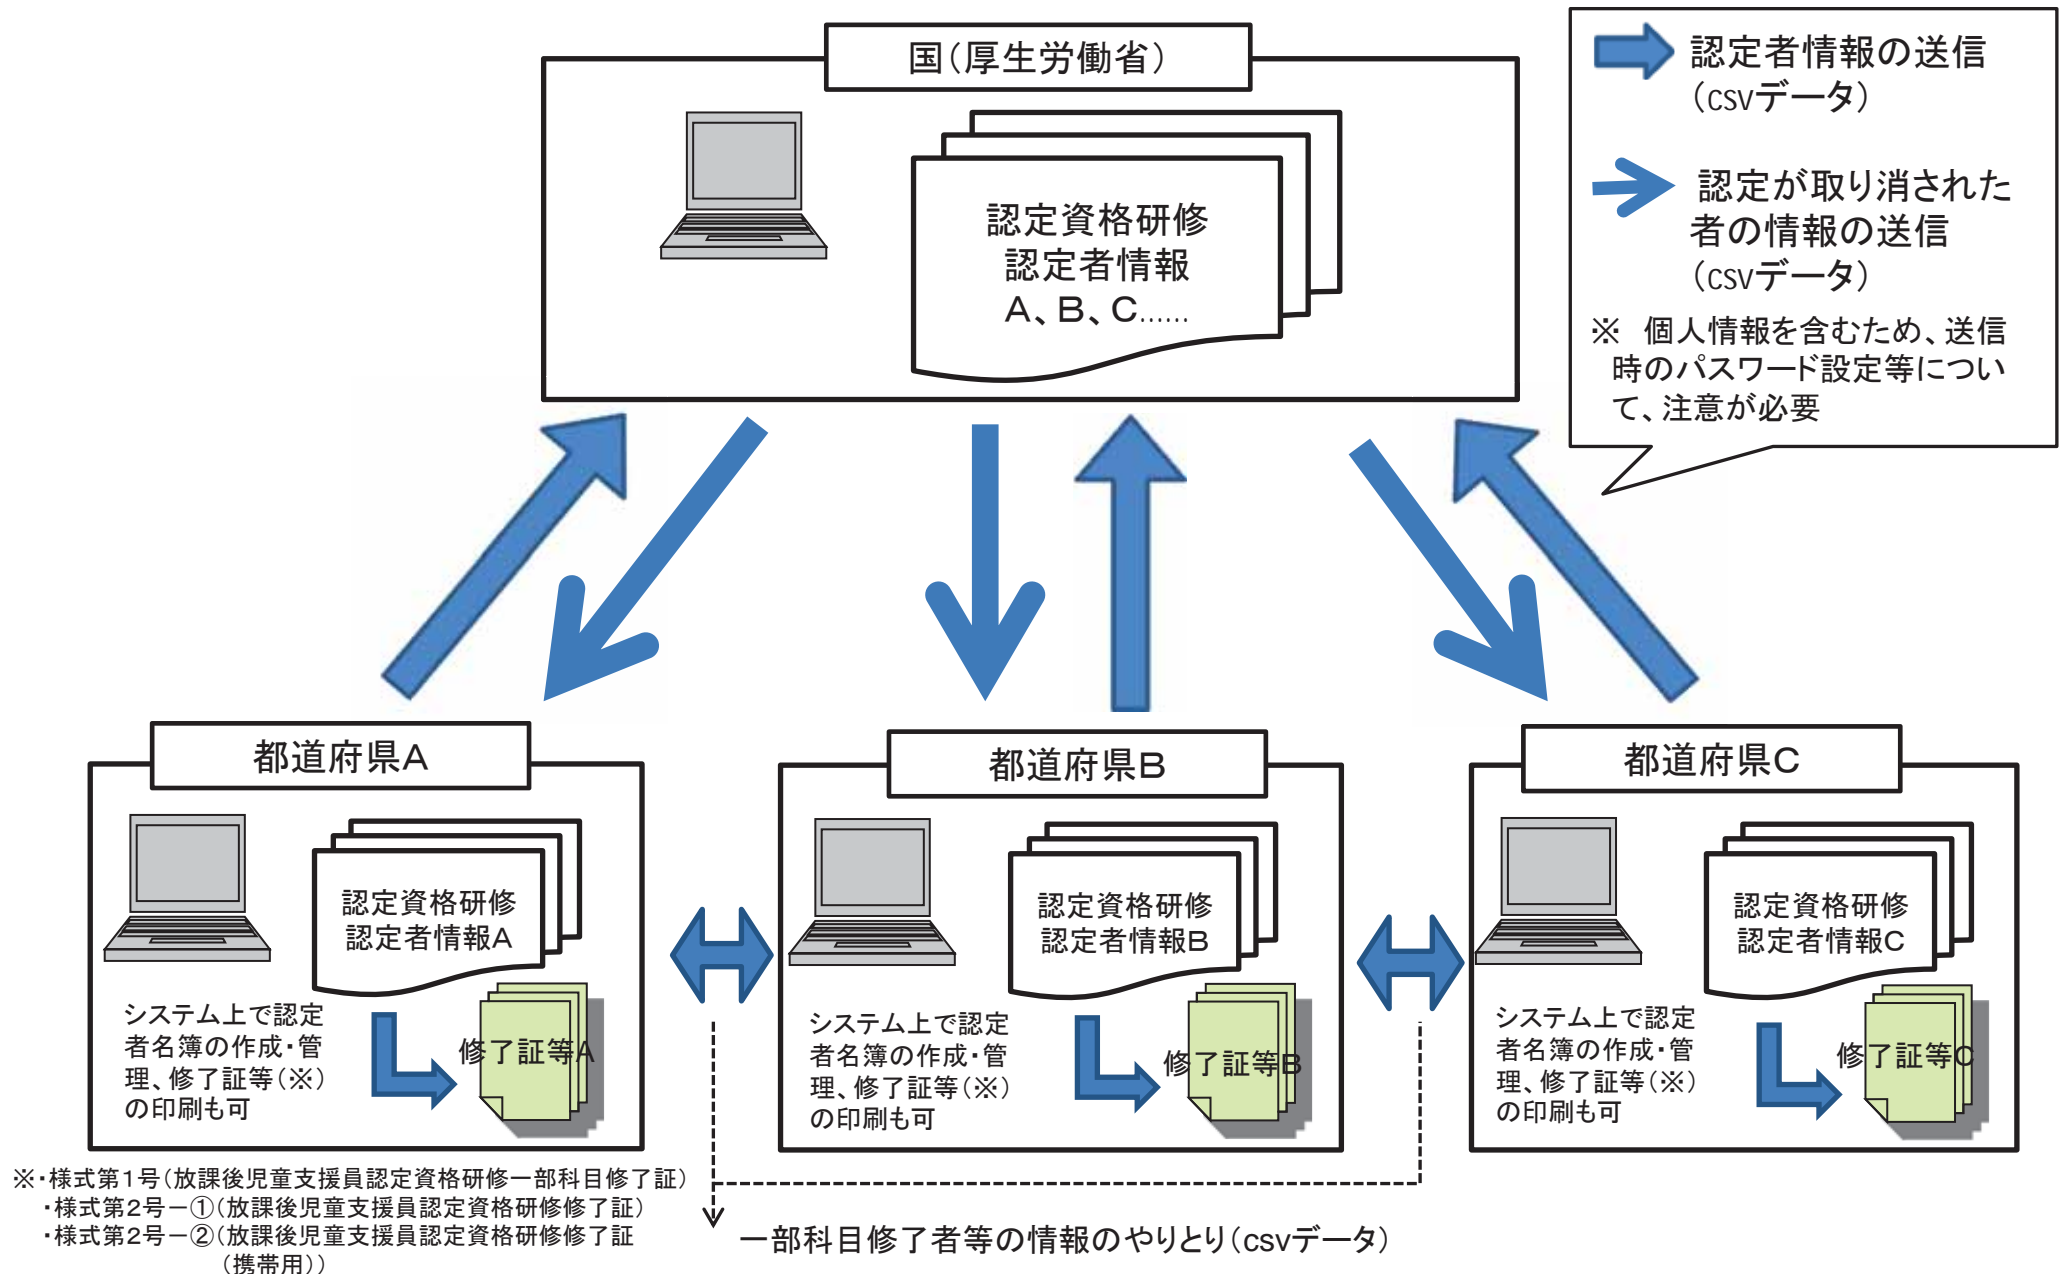 国（厚生労働省）
認定資格研修
認定者情報
Ａ、Ｂ、Ｃ......
認定者情報の送信
（csvデータ）
認定が取り消された
者の情報の送信
（csvデータ）
※　個人情報を含むため、送信
時のパスワード設定等につい
て、注意が必要
都道府県Ａ
認定資格研修
認定者情報Ａ
システム上で認定
者名簿の作成・管
理、修了証等（※）
の印刷も可
修了証等A
都道府県Ｂ
認定資格研修
認定者情報Ｂ
システム上で認定
者名簿の作成・管
理、修了証等（※）
の印刷も可
修了証等B
都道府県Ｃ
認定資格研修
認定者情報Ｃ
システム上で認定
者名簿の作成・管
理、修了証等（※）
の印刷も可
修了証等C
※・様式第１号（放課後児童支援員認定資格研修一部科目修了証）
・様式第２号－①（放課後児童支援員認定資格研修修了証）
・様式第２号－②（放課後児童支援員認定資格研修修了証
（携帯用））
一部科目修了者等の情報のやりとり（csvデータ）